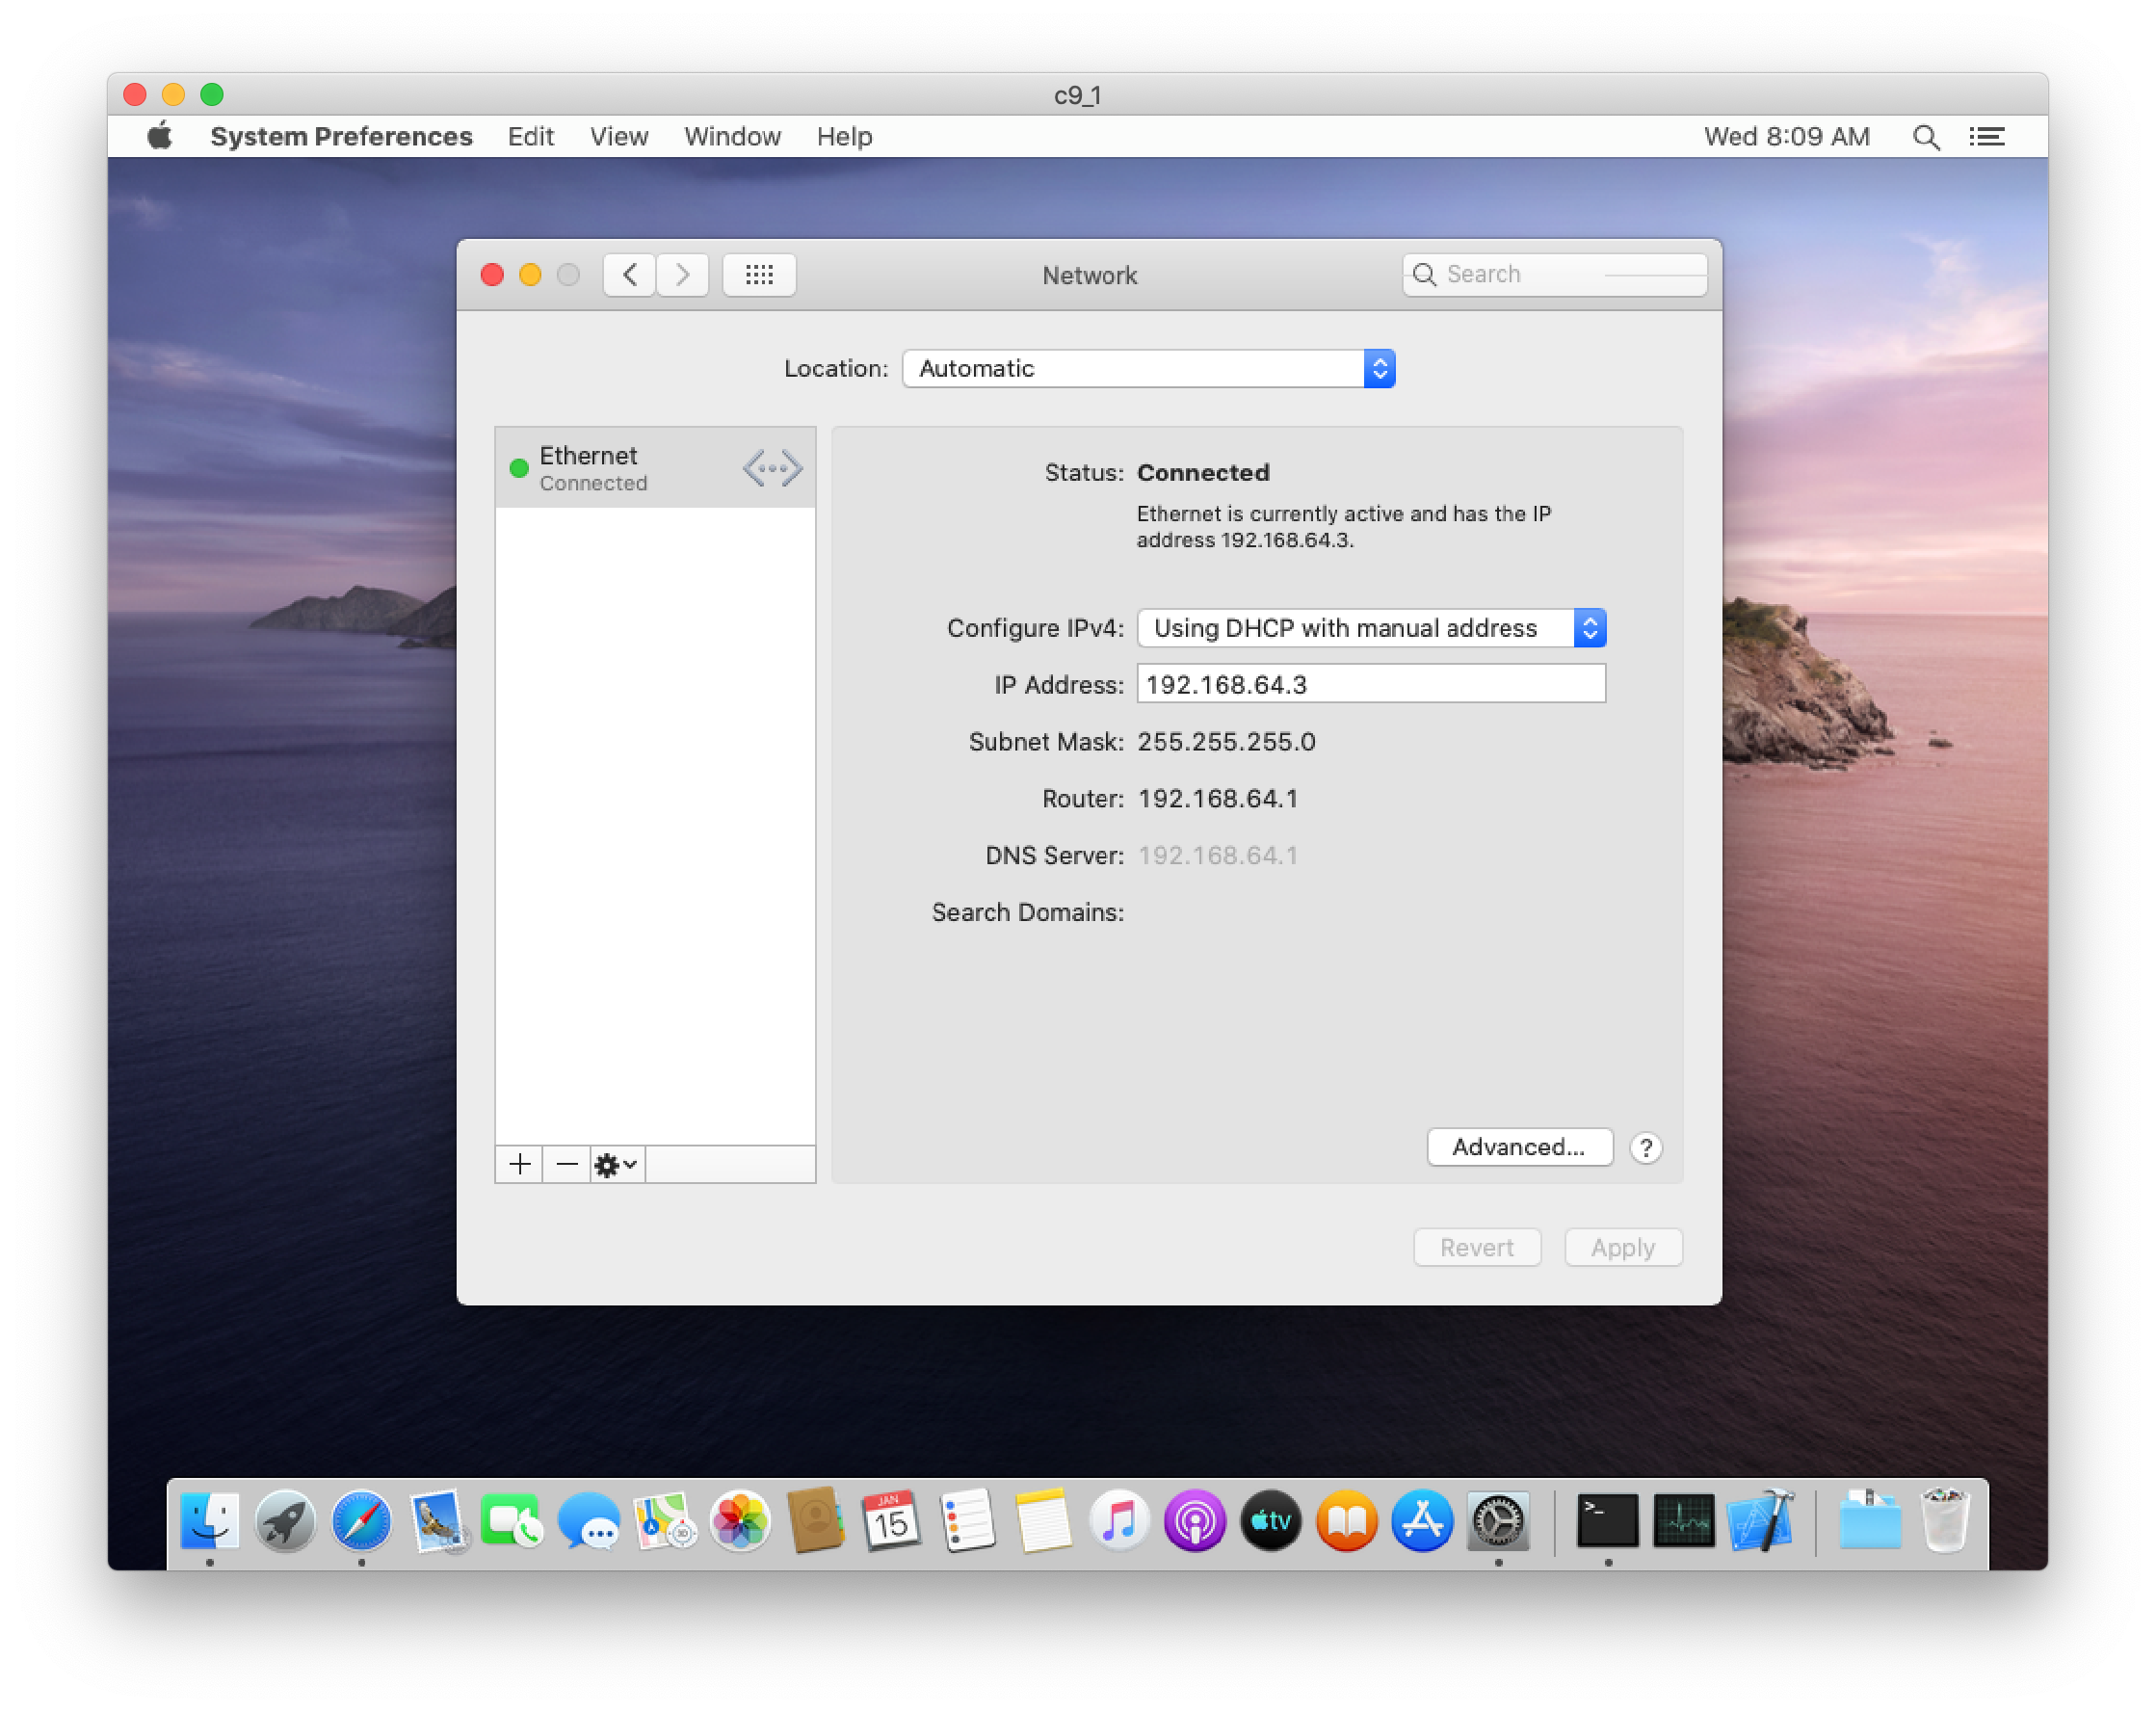 c9_1
System Preferences Edit View Window Help Wed 8:09 AM
Network
Search
Location: Automatic
Ethernet
Connected
Status: Connected
Ethernet is currently active and has the IP
address 192.168.64.3.
Configure IPv4: Using DHCP with manual address
IP Address: 192.168.64.3
Subnet Mask: 255.255.255.0
Router: 192.168.64.1
DNS Server: 192.168.64.1
Search Domains:
Advanced... ?
Revert Apply
JAN
15
3D
tv
>_